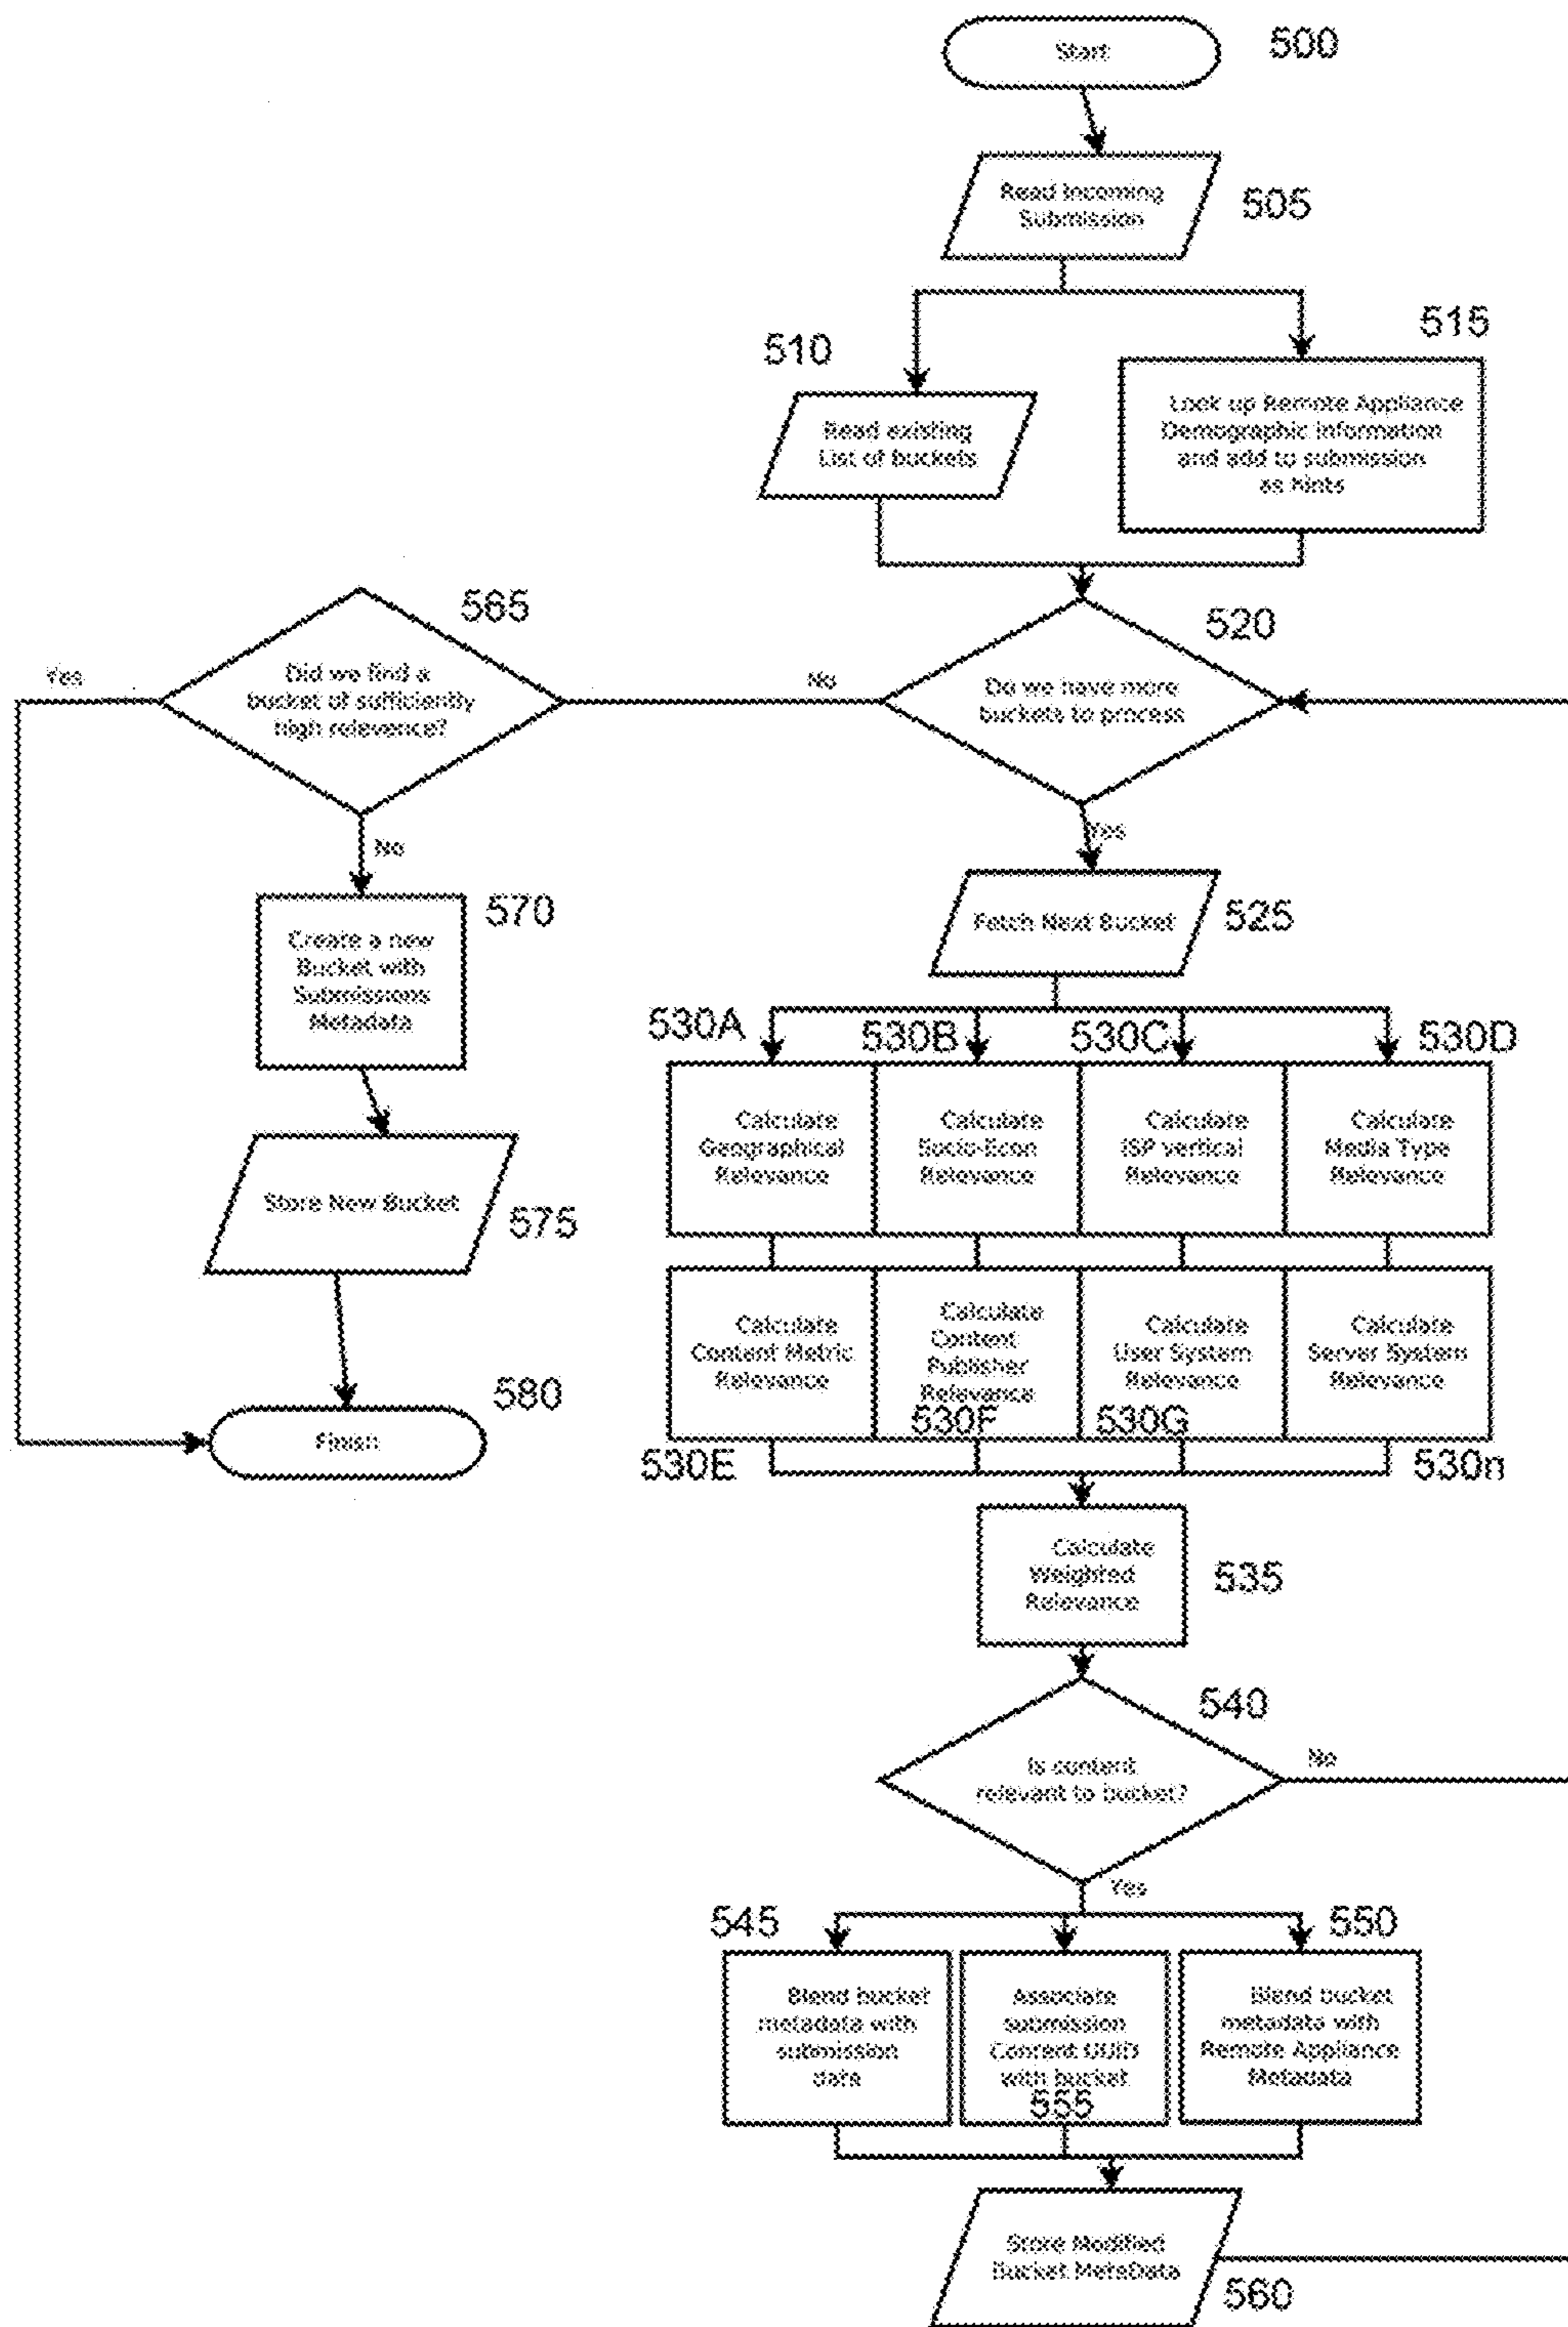 Start
500
Read Incoming
Submission
505
510
515
Read existing
List of buckets
Look up Remote Appliance
Demographic information
and add to submission
as hints
565
520
Yes
Did we find a
bucket of sufficiently
high relevence?
No
Do we have more
buckets to process
No
Yes
570
Create a new
Bucket with
Submissions
Metadata
Fetch Next Bucket
525
530A
530B
530C
530D
Calculate
Geographical
Relevance
Calculate
Socio-Econ
Relevance
Calculate
ISP vertical
Relevance
Calculate
Media Type
Relevance
Store New Bucket
575
Calculate
Content Metric
Relevance
Calculate
Content
Publisher
Relevance
Calculate
User System
Relevance
Calculate
Server System
Relevance
580
Finish
530E
530F
530G
530n
Calculate
Weighted
Relevance
535
540
Is content
relevant to bucket?
No
Yes
545
550
Blend bucket
metadata with
submission
data
Associate
submission
Content UUID
with bucket
555
Blend bucket
metadata with
Remote Appliance
Metadata
Store Modified
Bucket MetaData
560